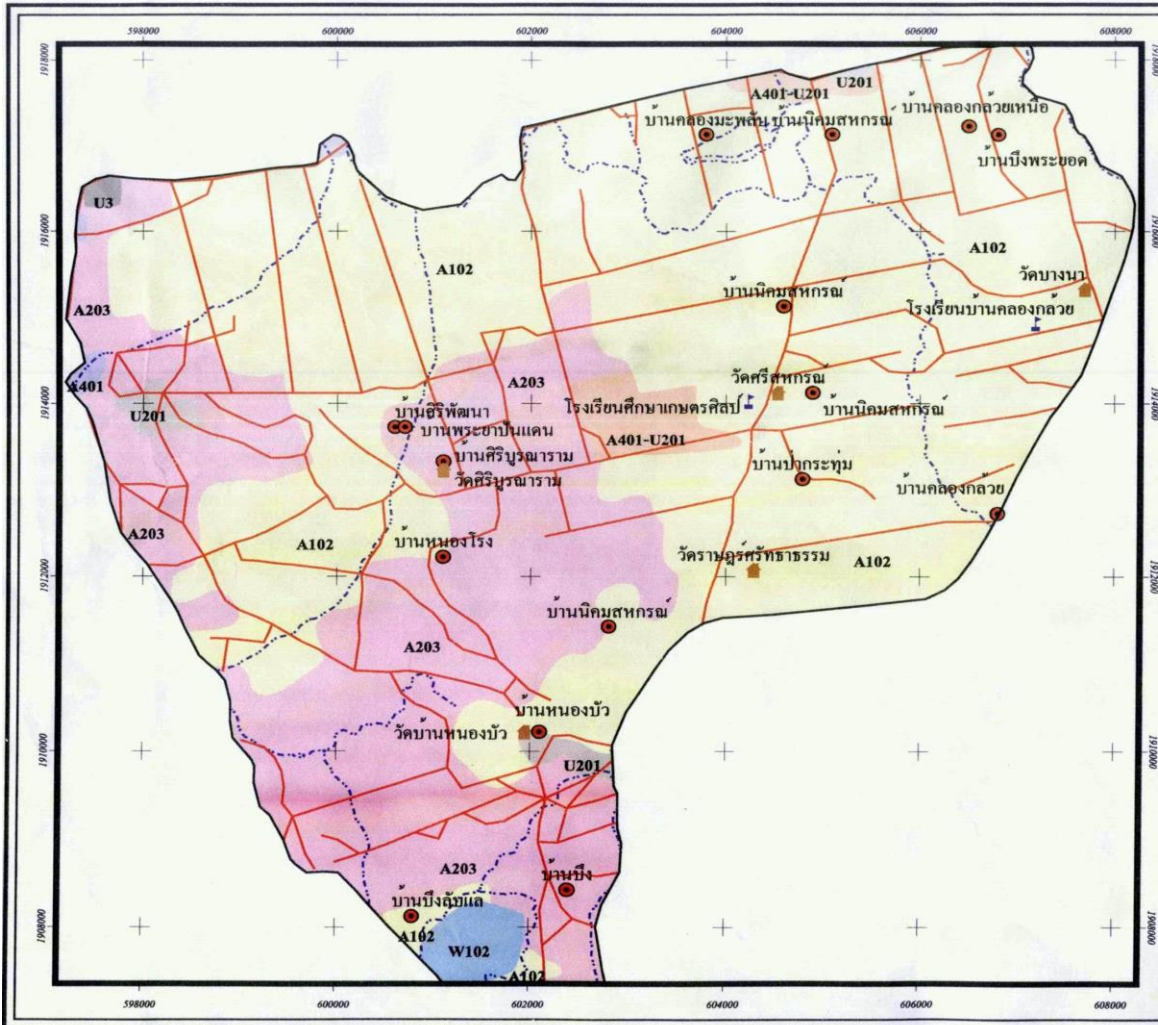 598000 600000 602000 604000 606000 608000
1918000 1918000
U201
A401-U201
บ้านคลองกล้วยเหนือ
บ้านคลองมะพลับ บ้านนิคมสหกรณ์
บ้านบึงพระยอด
U3
1916000 1916000
A102
A102
วัดบางนา
บ้านนิคมสหกรณ์
โรงเรียนบ้านคลองกล้วย
A203
A401
A203
วัดศรีสหกรณ์
U201
บ้านสิริพัฒนา
โรงเรียนศึกษาเกษตรศิลป์
บ้านนิคมสหกรณ์
1914000 1914000
บ้านพระยาปันแดน
A401-U201
บ้านศิริบูรณาราม
บ้านป่ากระทุ่ม
วัดศิริบูรณาราม
บ้านคลองกล้วย
A203
A102
บ้านหนองโรง
วัดราษฎร์ศรัทธาธรรม
A102
1912000 1912000
บ้านนิคมสหกรณ์
A203
บ้านหนองบัว
วัดบ้านหนองบัว
1910000 1910000
U201
A203
บ้านบึง
บ้านบึงลับแล
A102
1908000 1908000
W102
A102
598000 600000 602000 604000 606000 608000